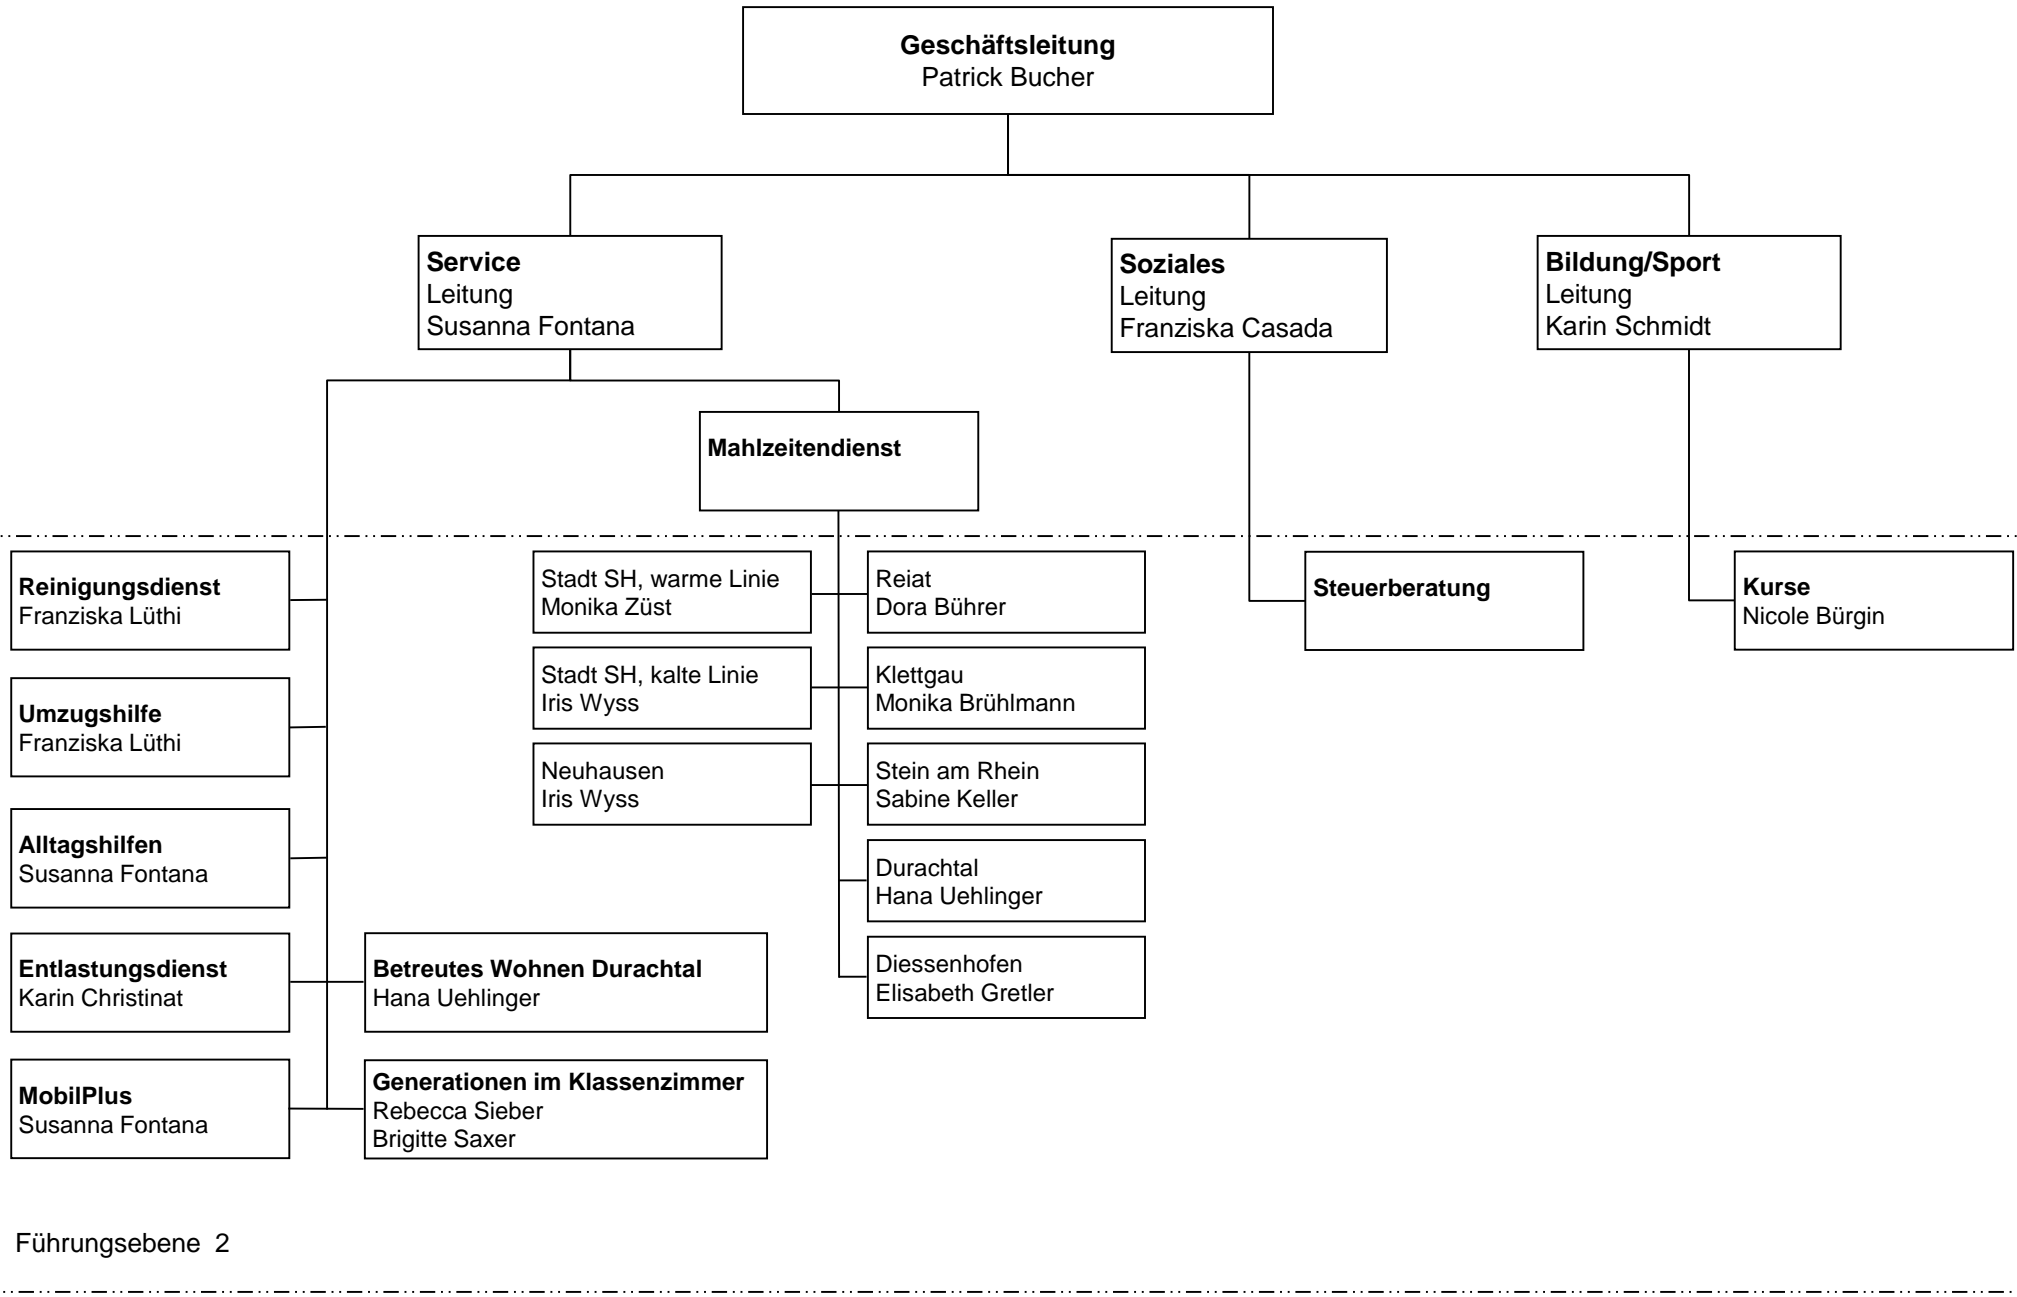 Geschäftsleitung
Patrick Bucher
Service
Leitung
Susanna Fontana
Soziales
Leitung
Franziska Casada
Bildung/Sport
Leitung
Karin Schmidt
Mahlzeitendienst
Reinigungsdienst
Franziska Lüthi
Umzugshilfe
Franziska Lüthi
Alltagshilfen
Susanna Fontana
Entlastungsdienst
Karin Christinat
MobilPlus
Susanna Fontana
Betreutes Wohnen Durachtal
Hana Uehlinger
Generationen im Klassenzimmer
Rebecca Sieber
Brigitte Saxer
Stadt SH, warme Linie
Monika Züst
Stadt SH, kalte Linie
Iris Wyss
Neuhausen
Iris Wyss
Reiat
Dora Bührer
Klettgau
Monika Brühlmann
Stein am Rhein
Sabine Keller
Durachtal
Hana Uehlinger
Diessenhofen
Elisabeth Gretler
Steuerberatung
Kurse
Nicole Bürgin
Führungsebene 2